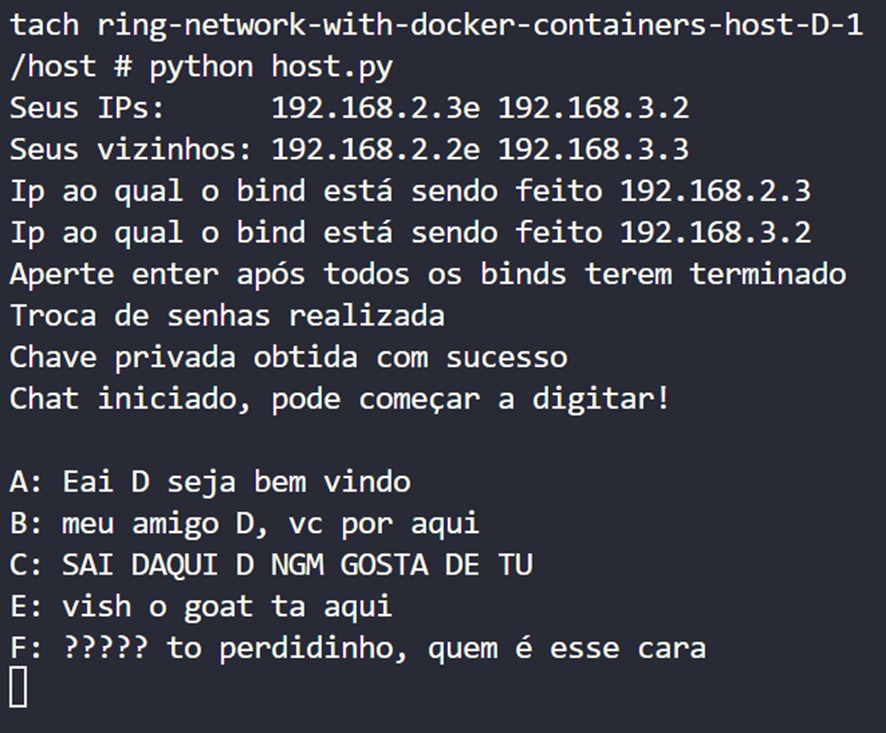 tach ring-network-with-docker-containers-host-D-1
/host # python host.py
Seus IPs:      192.168.2.3e 192.168.3.2
Seus vizinhos: 192.168.2.2e 192.168.3.3
Ip ao qual o bind está sendo feito 192.168.2.3
Ip ao qual o bind está sendo feito 192.168.3.2
Aperte enter após todos os binds terem terminado
Troca de senhas realizada
Chave privada obtida com sucesso
Chat iniciado, pode começar a digitar!
A: Eai D seja bem vindo
B: meu amigo D, vc por aqui
C: SAI DAQUI D NGM GOSTA DE TU
E: vish o goat ta aqui
F: ????? to perdidinho, quem é esse cara